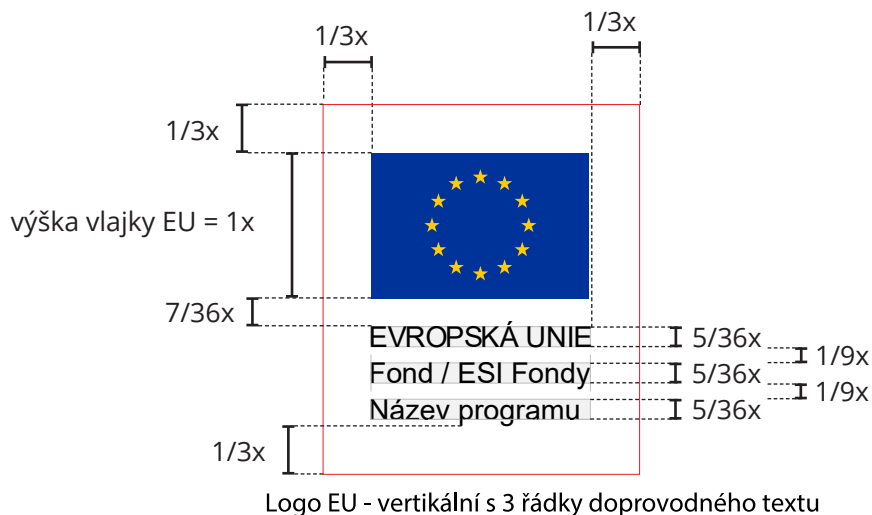 1/3x
1/3x
1/3x
výška vlajky EU = 1x
7/36x
EVROPSKÁ UNIE
5/36x
1/9x
Fond / ESI Fondy
5/36x
1/9x
Název programu
5/36x
1/3x
Logo EU - vertikální s 3 řádky doprovodného textu